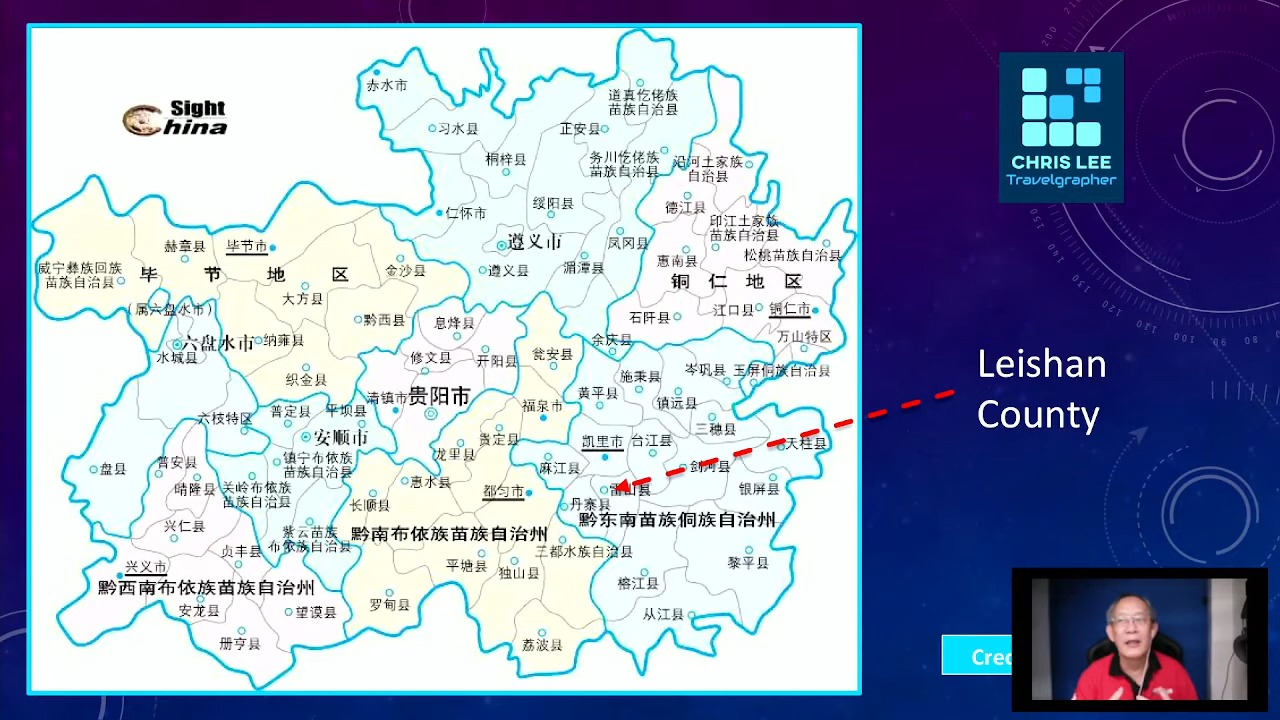 Sight
China
赤水市
道真仡佬族
苗族自治县
习水县
正安县
桐梓县
务川仡佬族
苗族自治县
沿河土家族
自治县
仁怀市
绥阳县
德江县
印江土家族
苗族自治县
遵义市
凤冈县
松桃苗族自治县
赫章县
毕节市
威宁彝族回族
苗族自治县
毕节地区
金沙县
遵义县
湄潭县
惠南县
铜仁地区
大方县
(属六盘水市)
黔西县
息烽县
石阡县
江口县
铜仁市
万山特区
六盘水市
纳雍县
水城县
修文县
开阳县
瓮安县
余庆县
岑巩县
玉屏侗族自治县
织金县
施秉县
黄平县
镇远县
清镇市
贵阳市
福泉市
六枝特区
普定县
平坝县
安顺市
贵定县
三穗县
天柱县
凯里市
台江县
龙里县
盘县
普安县
镇宁布依族
苗族自治县
麻江县
剑河县
晴隆县
关岭布依族
苗族自治县
惠水县
都匀市
雷山县
银屏县
长顺县
丹寨县
黔东南苗族侗族自治州
兴仁县
紫云苗族
布依族自治县
黔南布依族苗族自治州
贞丰县
三都水族自治县
兴义市
平塘县
独山县
黎平县
黔西南布依族苗族自治州
榕江县
安龙县
望谟县
罗甸县
从江县
册亨县
荔波县
CHRIS LEE
Travelgrapher
Leishan
County